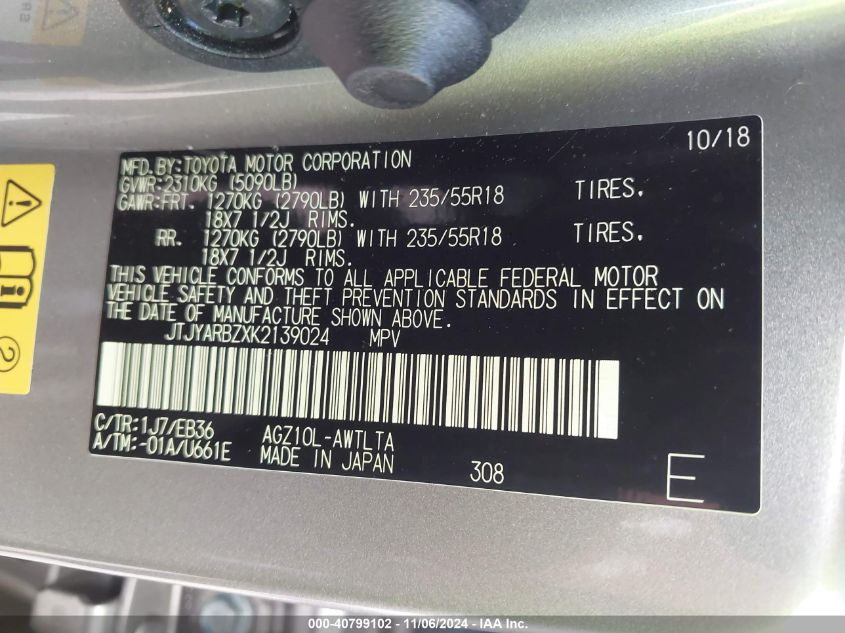 10/18
MFD.BY:TOYOTA MOTOR CORPORATION
GVWR:2310KG (5090LB)
GAWR:FRT. 1270KG (2790LB) WITH 235/55R18 TIRES.
18X7 1/2J RIMS.
RR. 1270KG (2790LB) WITH 235/55R18 TIRES.
18X7 1/2J RIMS.
THIS VEHICLE CONFORMS TO ALL APPLICABLE FEDERAL MOTOR
VEHICLE SAFETY AND THEFT PREVENTION STANDARDS IN EFFECT ON
THE DATE OF MANUFACTURE SHOWN ABOVE.
JTJYARBZXK2139024 MPV
C/TR:1J7/EB36 AGZ10L-AWTLTA
A/TM:-01A/U661E MADE IN JAPAN 308
E
000-40799102 - 11/06/2024 - IAA Inc.